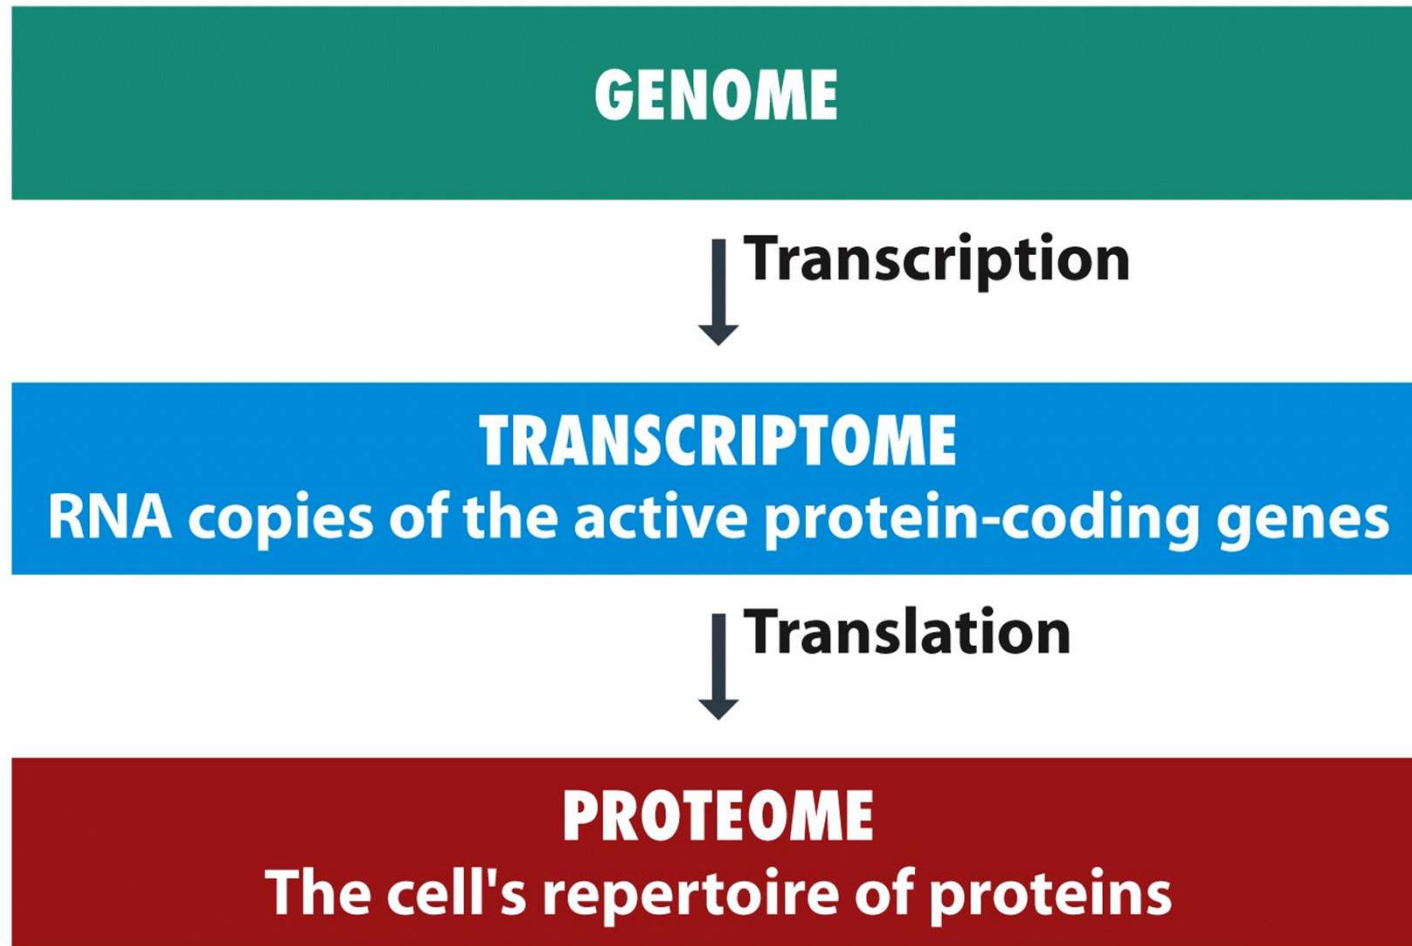 GENOME
Transcription
TRANSCRIPTOME
RNA copies of the active protein-coding genes
Translation
PROTEOME
The cell's repertoire of proteins